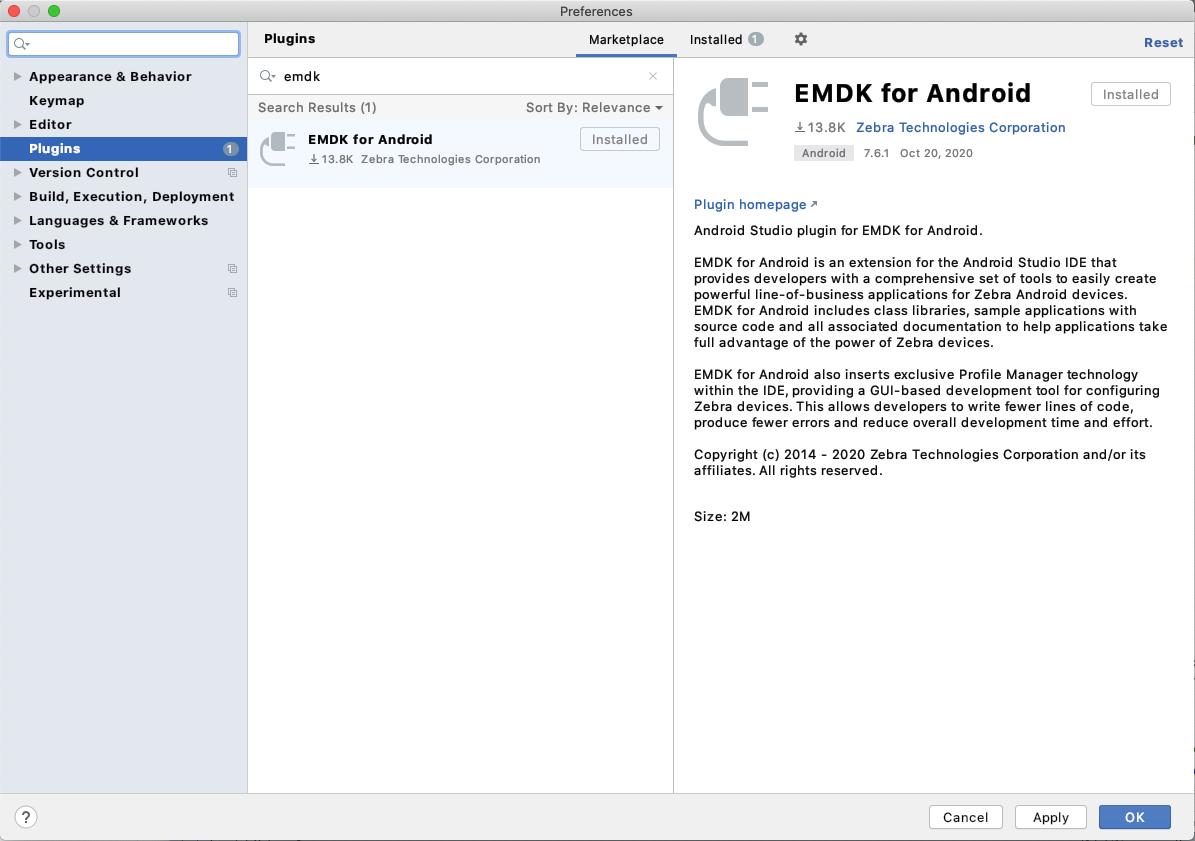 Preferences
Plugins
Marketplace
Installed 1
Reset
Appearance & Behavior
Keymap
Editor
Plugins 1
Version Control
Build, Execution, Deployment
Languages & Frameworks
Tools
Other Settings
Experimental
emdk
Search Results (1)
Sort By: Relevance
EMDK for Android
Installed
13.8K Zebra Technologies Corporation
EMDK for Android
Installed
13.8K Zebra Technologies Corporation
Android 7.6.1 Oct 20, 2020
Plugin homepage
Android Studio plugin for EMDK for Android.
EMDK for Android is an extension for the Android Studio IDE that
provides developers with a comprehensive set of tools to easily create
powerful line-of-business applications for Zebra Android devices.
EMDK for Android includes class libraries, sample applications with
source code and all associated documentation to help applications take
full advantage of the power of Zebra devices.
EMDK for Android also inserts exclusive Profile Manager technology
within the IDE, providing a GUI-based development tool for configuring
Zebra devices. This allows developers to write fewer lines of code,
produce fewer errors and reduce overall development time and effort.
Copyright (c) 2014 - 2020 Zebra Technologies Corporation and/or its
affiliates. All rights reserved.
Size: 2M
?
Cancel
Apply
OK